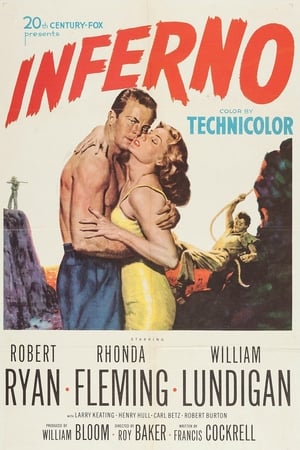 20th CENTURY-FOX
presents
INFERNO
COLOR BY
TECHNICOLOR
STARRING
ROBERT RHONDA WILLIAM
RYAN · FLEMING · LUNDIGAN
with LARRY KEATING · HENRY HULL · CARL BETZ · ROBERT BURTON
PRODUCED BY DIRECTED BY WRITTEN BY
WILLIAM BLOOM ROY BAKER FRANCIS COCKRELL